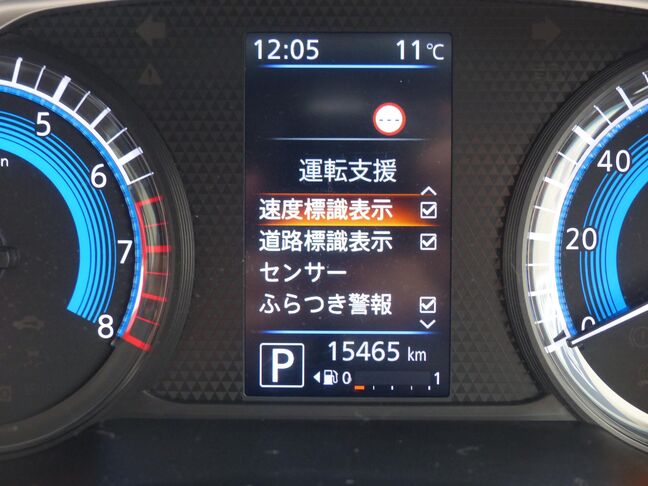 12:05 11℃
---
運転支援
速度標識表示
道路標識表示
センサー
ふらつき警報
P 15465 km
0 1
5
6
7
8
40
20
0